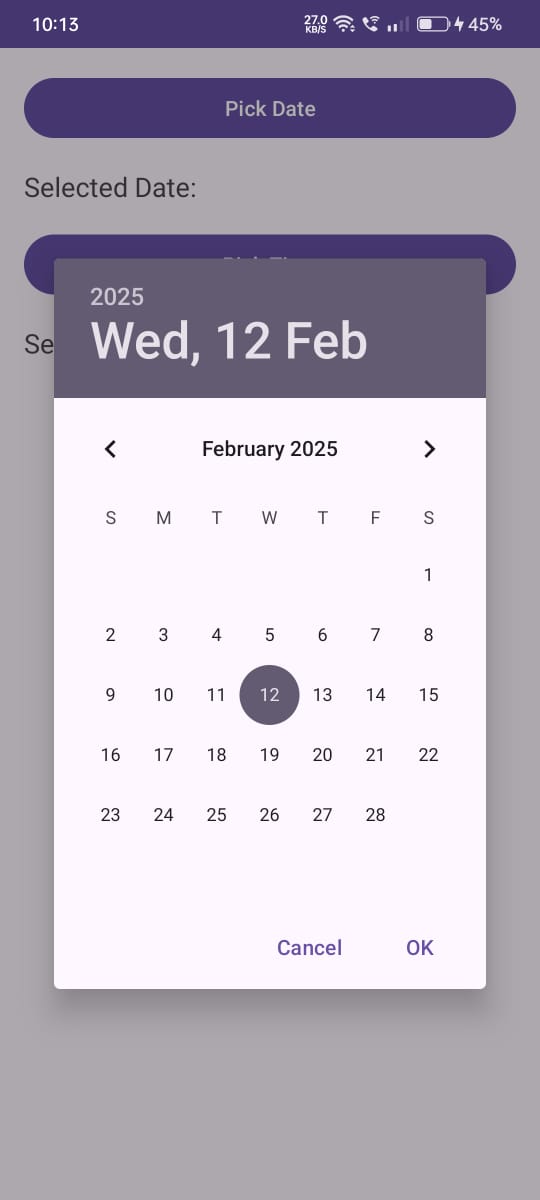 10:13 27.0 KB/S 45%
Pick Date
Selected Date:
Se
2025
Wed, 12 Feb
February 2025
S M T W T F S
1
2 3 4 5 6 7 8
9 10 11 12 13 14 15
16 17 18 19 20 21 22
23 24 25 26 27 28
Cancel OK